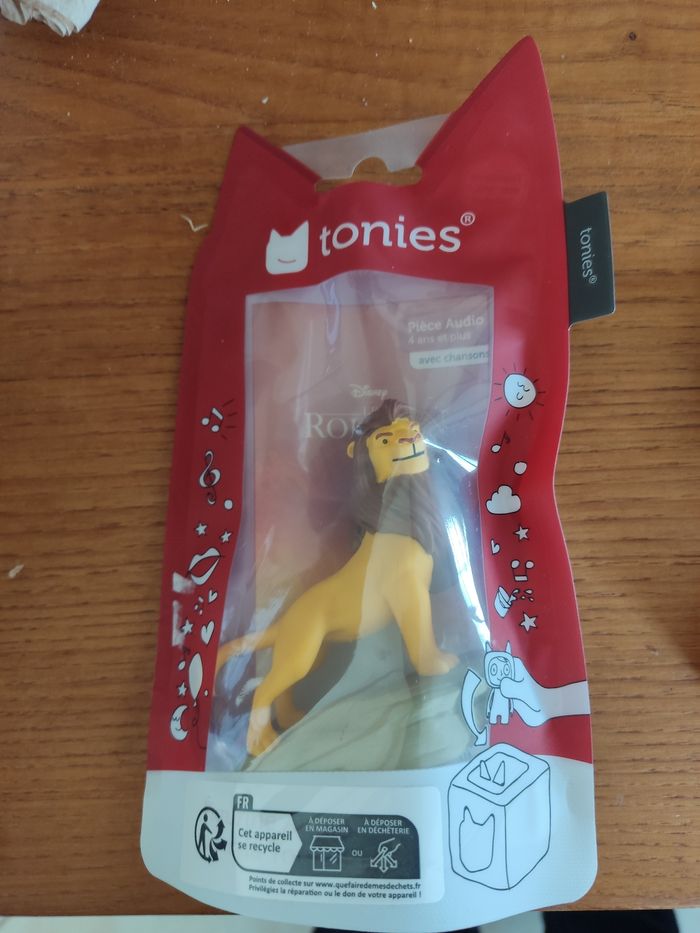 tonies®
tonies®
Pièce Audio
4 ans et plus
avec chansons
Disney
FR
Cet appareil
se recycle
À DÉPOSER
EN MAGASIN
OU
À DÉPOSER
EN DÉCHÈTERIE
Points de collecte sur www.quefairedemesdechets.fr
Privilégiez la réparation ou le don de votre appareil !